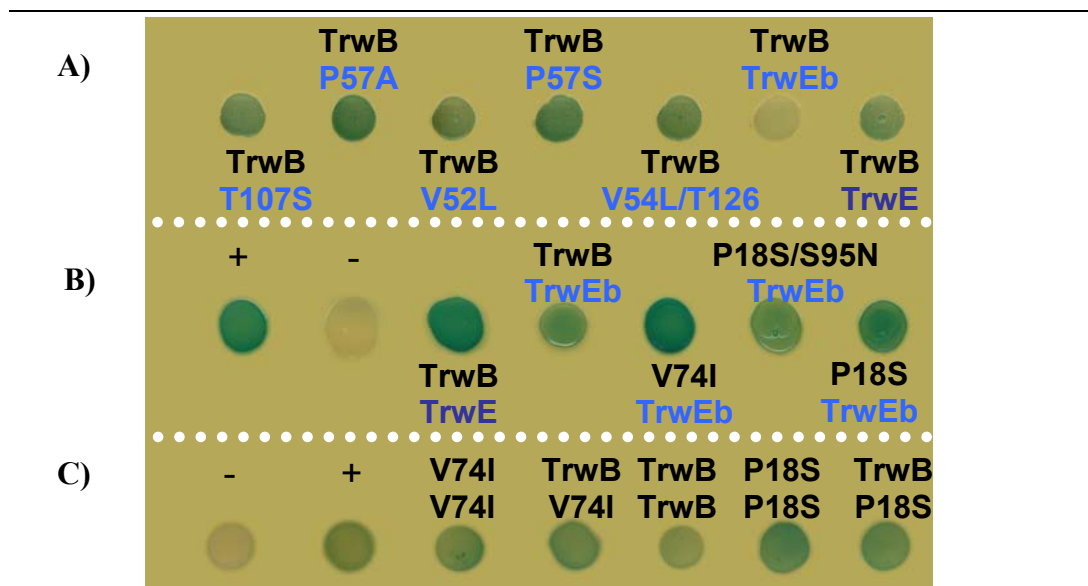 A)
TrwB TrwB TrwB
P57A P57S TrwEb
TrwB TrwB TrwB TrwB
T107S V52L V54L/T126 TrwE
B)
+ - TrwB P18S/S95N
TrwEb TrwEb
TrwB V74I P18S
TrwE TrwEb TrwEb
C)
- + V74I TrwB TrwB P18S TrwB
V74I V74I TrwB P18S P18S